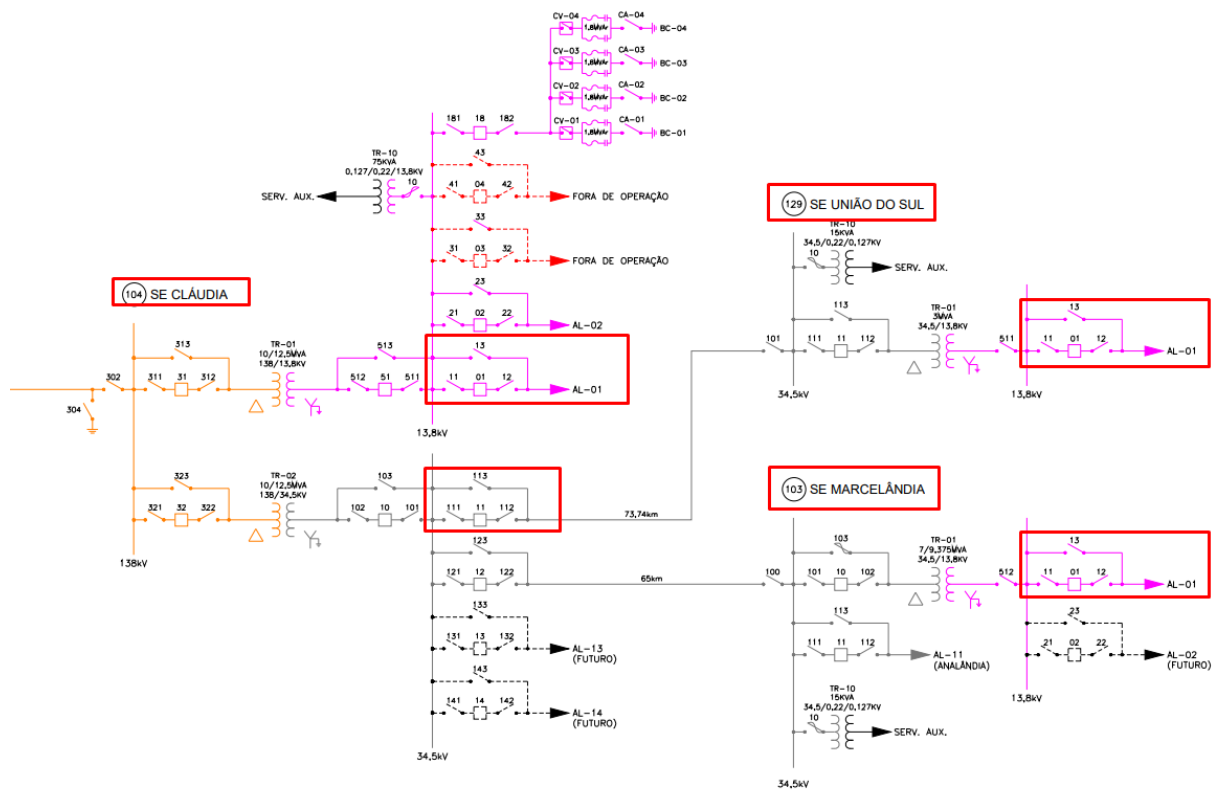 CV-04
1,8MVAr
CA-04
BC-04
CV-03
1,8MVAr
CA-03
BC-03
CV-02
1,8MVAr
CA-02
BC-02
CV-01
1,8MVAr
CA-01
BC-01
181
18
182
43
TR-10
75KVA
0,127/0,22/13,8KV
10
SERV. AUX.
41
04
42
FORA DE OPERAÇÃO
33
31
03
32
FORA DE OPERAÇÃO
23
21
02
22
AL-02
13
11
01
12
AL-01
13,8kV
104
SE CLÁUDIA
302
304
313
311
31
312
TR-01
10/12,5MVA
138/13,8KV
513
512
51
511
323
321
32
322
TR-02
10/12,5MVA
138/34,5KV
138kV
103
102
10
101
113
111
11
112
73,74km
123
121
12
122
65km
133
131
13
132
AL-13
(FUTURO)
143
141
14
142
AL-14
(FUTURO)
34,5kV
129
SE UNIÃO DO SUL
TR-10
15KVA
34,5/0,22/0,127KV
10
SERV. AUX.
101
113
111
11
112
TR-01
3MVA
34,5/13,8KV
511
13
11
01
12
AL-01
34,5kV
13,8kV
103
SE MARCELÂNDIA
100
103
101
10
102
TR-01
7/9,375MVA
34,5/13,8KV
512
13
11
01
12
AL-01
113
111
11
112
AL-11
(ANALÂNDIA)
23
21
02
22
AL-02
(FUTURO)
13,8kV
TR-10
15KVA
34,5/0,22/0,127KV
10
SERV. AUX.
34,5kV